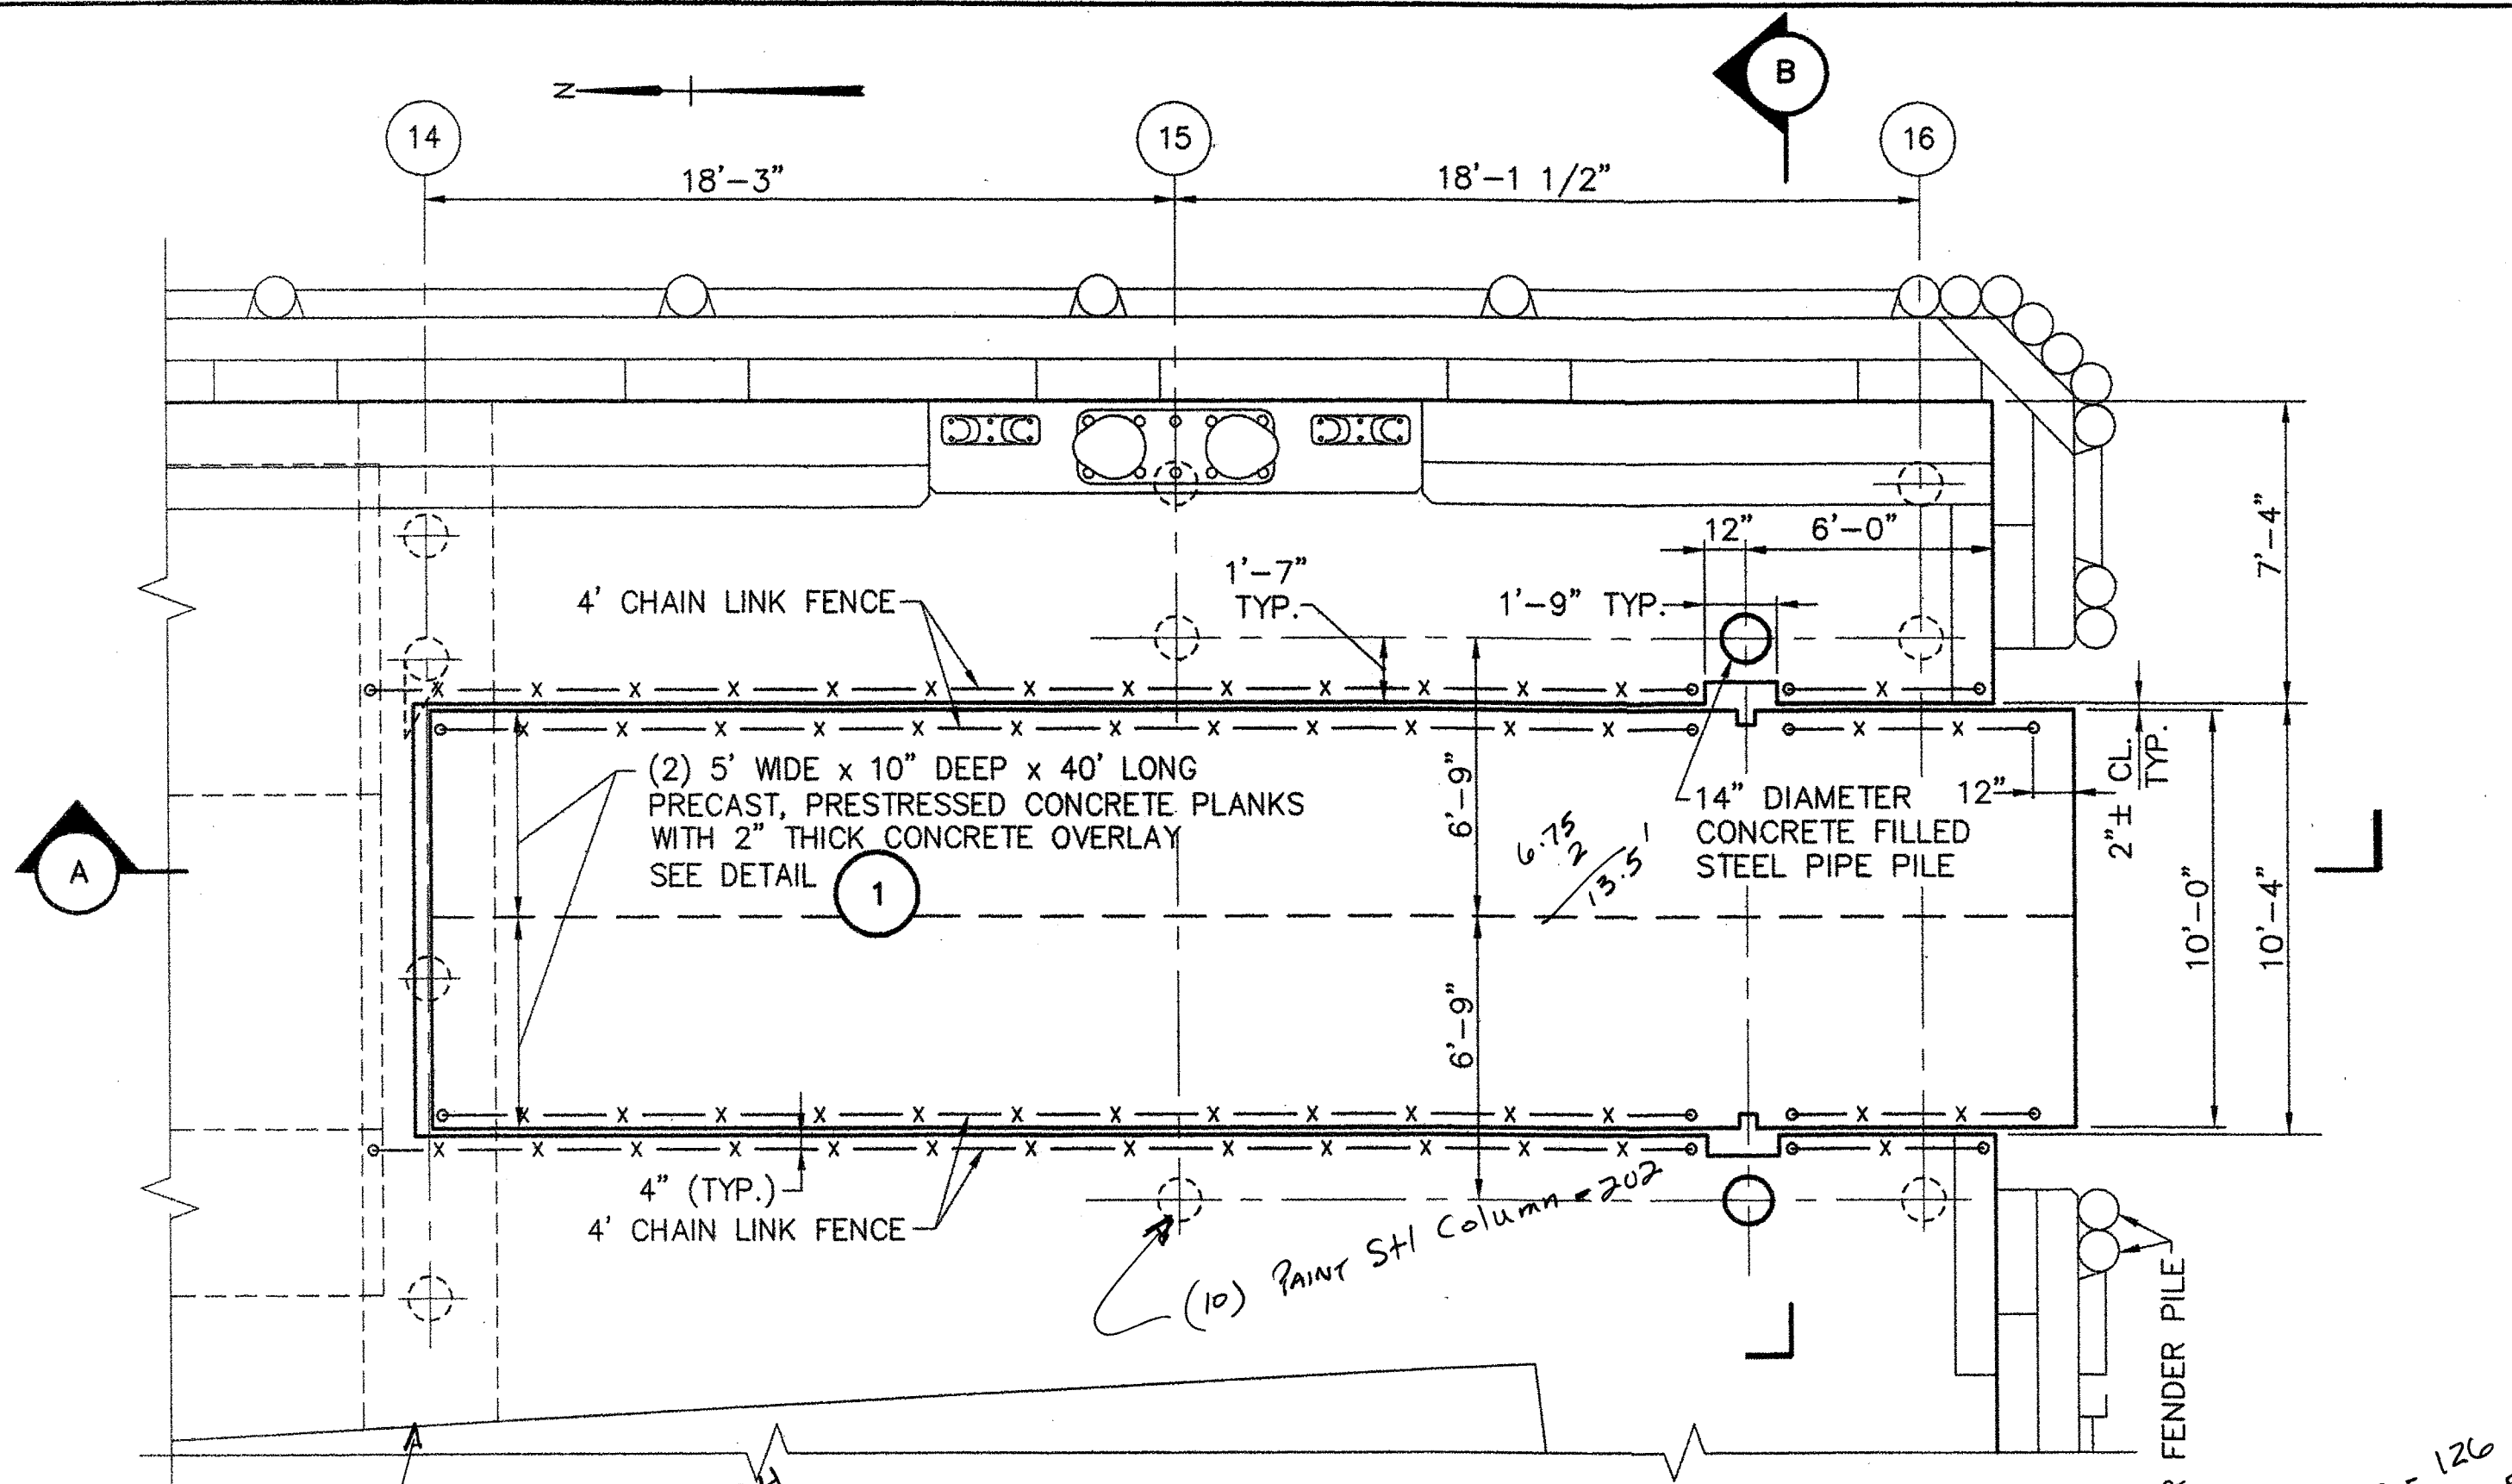 N
B
14
15
16
18'-3"
18'-1 1/2"
12"
6'-0"
7'-4"
1'-7"
TYP.
1'-9" TYP.
4' CHAIN LINK FENCE
(2) 5' WIDE x 10" DEEP x 40' LONG
PRECAST, PRESTRESSED CONCRETE PLANKS
WITH 2" THICK CONCRETE OVERLAY
SEE DETAIL 1
6'-9"
6.75
2
13.5'
14" DIAMETER
CONCRETE FILLED
STEEL PIPE PILE
12"
2"± CL.
TYP.
A
10'-0"
10'-4"
6'-9"
4" (TYP.)
4' CHAIN LINK FENCE
(10) PAINT Stl Column = 202
FENDER PILE
126